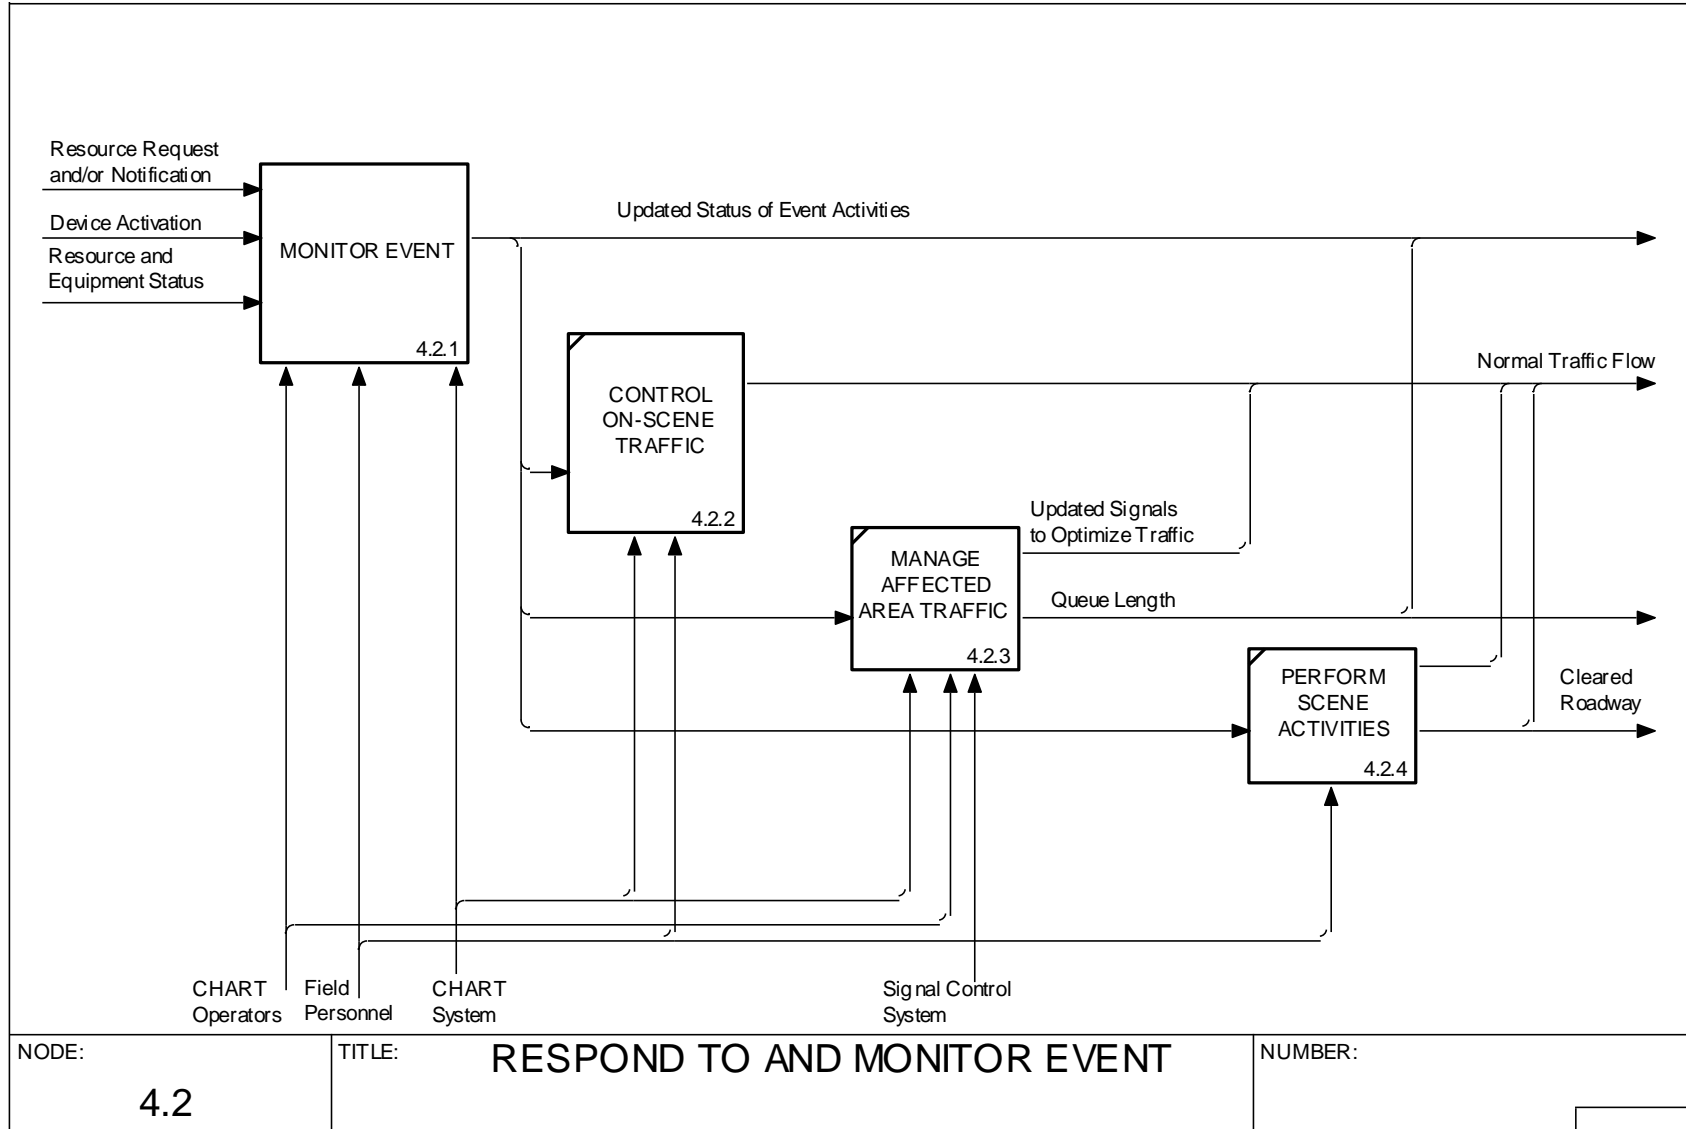 Resource Request
and/or Notification
Device Activation
Resource and
Equipment Status
MONITOR EVENT
4.2.1
Updated Status of Event Activities
CONTROL
ON-SCENE
TRAFFIC
4.2.2
Normal Traffic Flow
Updated Signals
to Optimize Traffic
MANAGE
AFFECTED
AREA TRAFFIC
4.2.3
Queue Length
PERFORM
SCENE
ACTIVITIES
4.2.4
Cleared
Roadway
CHART
Operators
Field
Personnel
CHART
System
Signal Control
System
NODE:
4.2
TITLE:
RESPOND TO AND MONITOR EVENT
NUMBER: